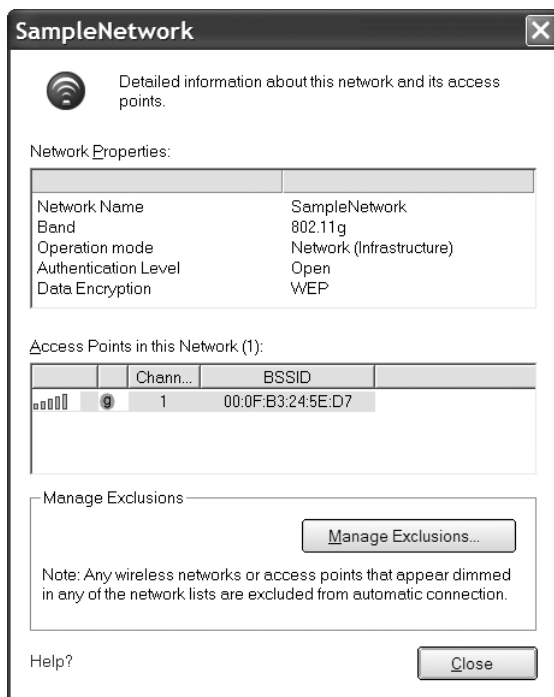 SampleNetwork
Detailed information about this network and its access
points.
Network Properties:
Network Name SampleNetwork
Band 802.11g
Operation mode Network (Infrastructure)
Authentication Level Open
Data Encryption WEP
Access Points in this Network (1):
Chann... BSSID
g 1 00:0F:B3:24:5E:D7
Manage Exclusions
Manage Exclusions...
Note: Any wireless networks or access points that appear dimmed
in any of the network lists are excluded from automatic connection.
Help?
Close